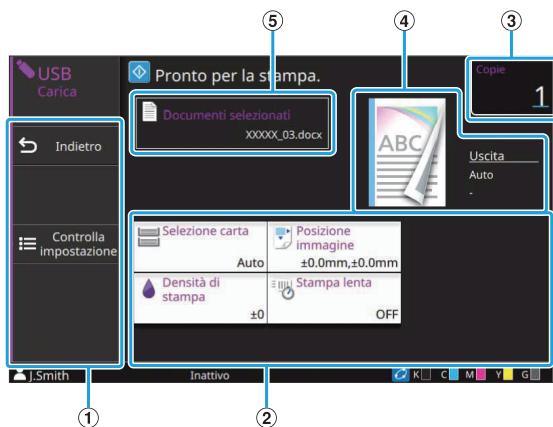 5
4
3
USB
Carica
Pronto per la stampa.
Copie
1
Documenti selezionati
XXXXX_03.docx
ABC
Uscita
Auto
-
Indietro
Controlla
impostazione
Selezione carta
Auto
Posizione
immagine
±0.0mm,±0.0mm
Densità di
stampa
±0
Stampa lenta
OFF
J.Smith
Inattivo
K C M Y G
1
2